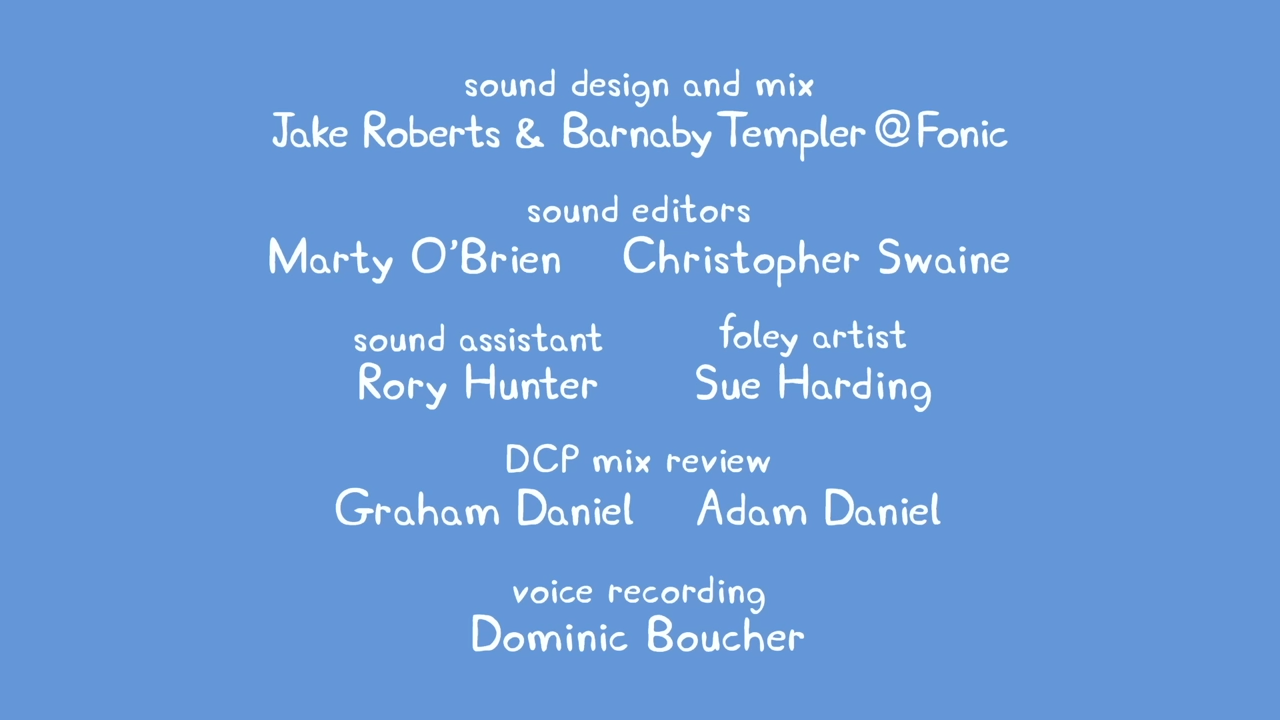 sound design and mix
Jake Roberts & Barnaby Templer @Fonic
sound editors
Marty O'Brien Christopher Swaine
sound assistant foley artist
Rory Hunter Sue Harding
DCP mix review
Graham Daniel Adam Daniel
voice recording
Dominic Boucher